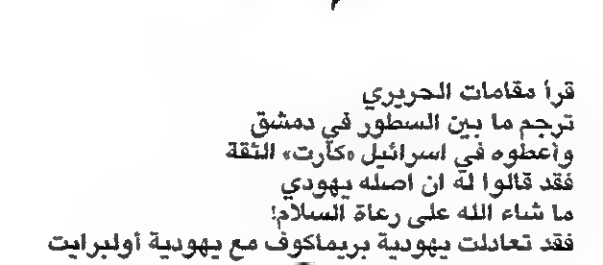 قرأ مقامات الحريري
ترجم ما بين السطور في دمشق
وأعطوه في اسرائيل «كارت» الثقة
فقد قالوا له ان اصله يهودي
ما شاء الله على رعاة السلام!
فقد تعادلت يهودية بريماكوف مع يهودية أولبرايت